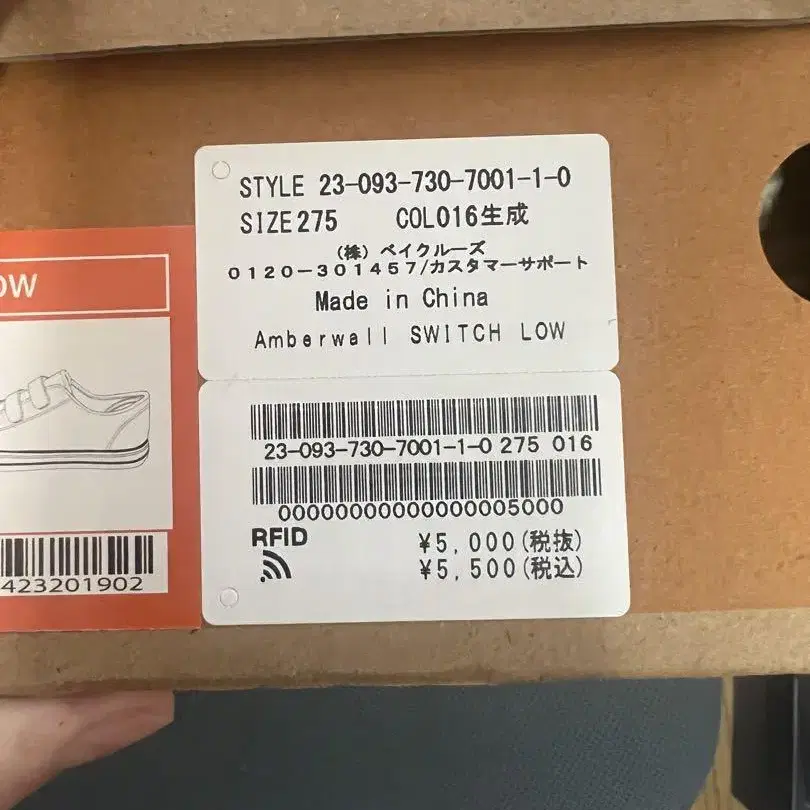 STYLE 23-093-730-7001-1-0
SIZE 275 COL016生成
(株) ベイクルーズ
0120-301457/カスタマーサポート
Made in China
Amberwall SWITCH LOW
OW
23-093-730-7001-1-0 275 016
00000000000000000005000
RFID
¥5,000(税抜)
¥5,500(税込)
423201902